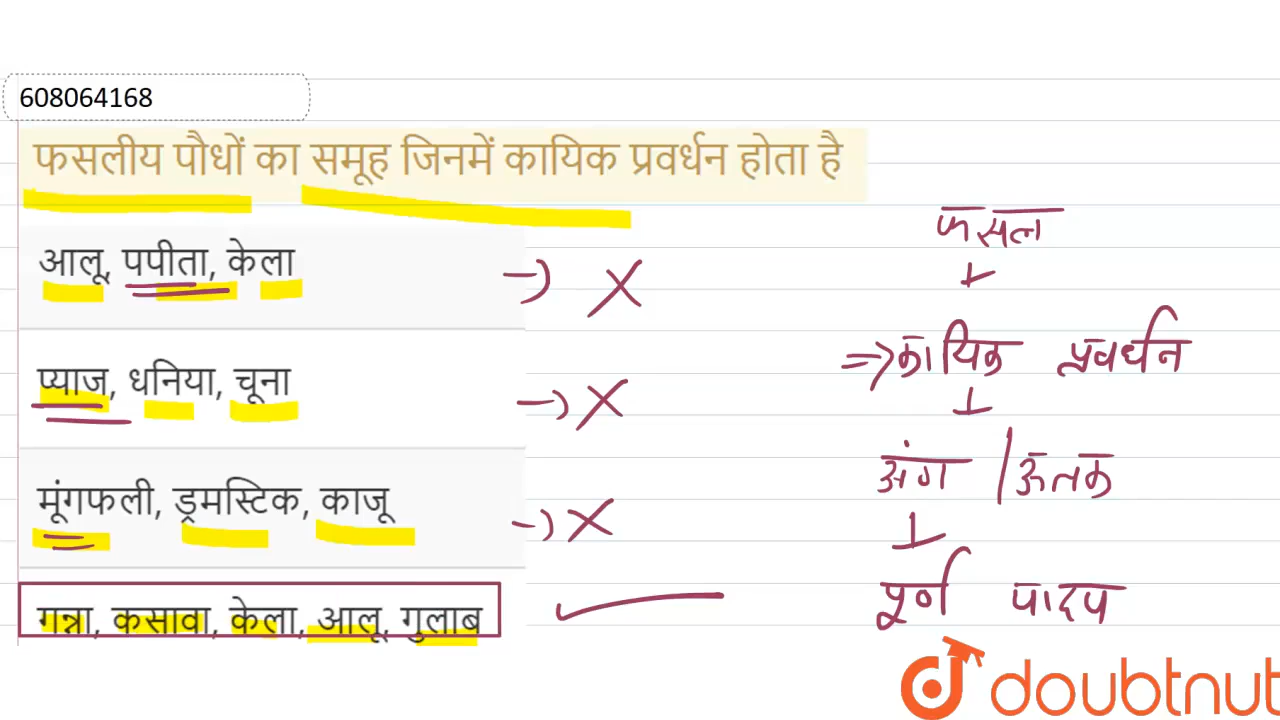 608064168
फसलीय पौधों का समूह जिनमें कायिक प्रवर्धन होता है
आलू, पपीता, केला
प्याज, धनिया, चूना
मूंगफली, ड्रमस्टिक, काजू
गन्ना, कसावा, केला, आलू, गुलाब
फसल
कायिक प्रवर्धन
अंग / ऊतक
पूर्ण पादप
doubtnut